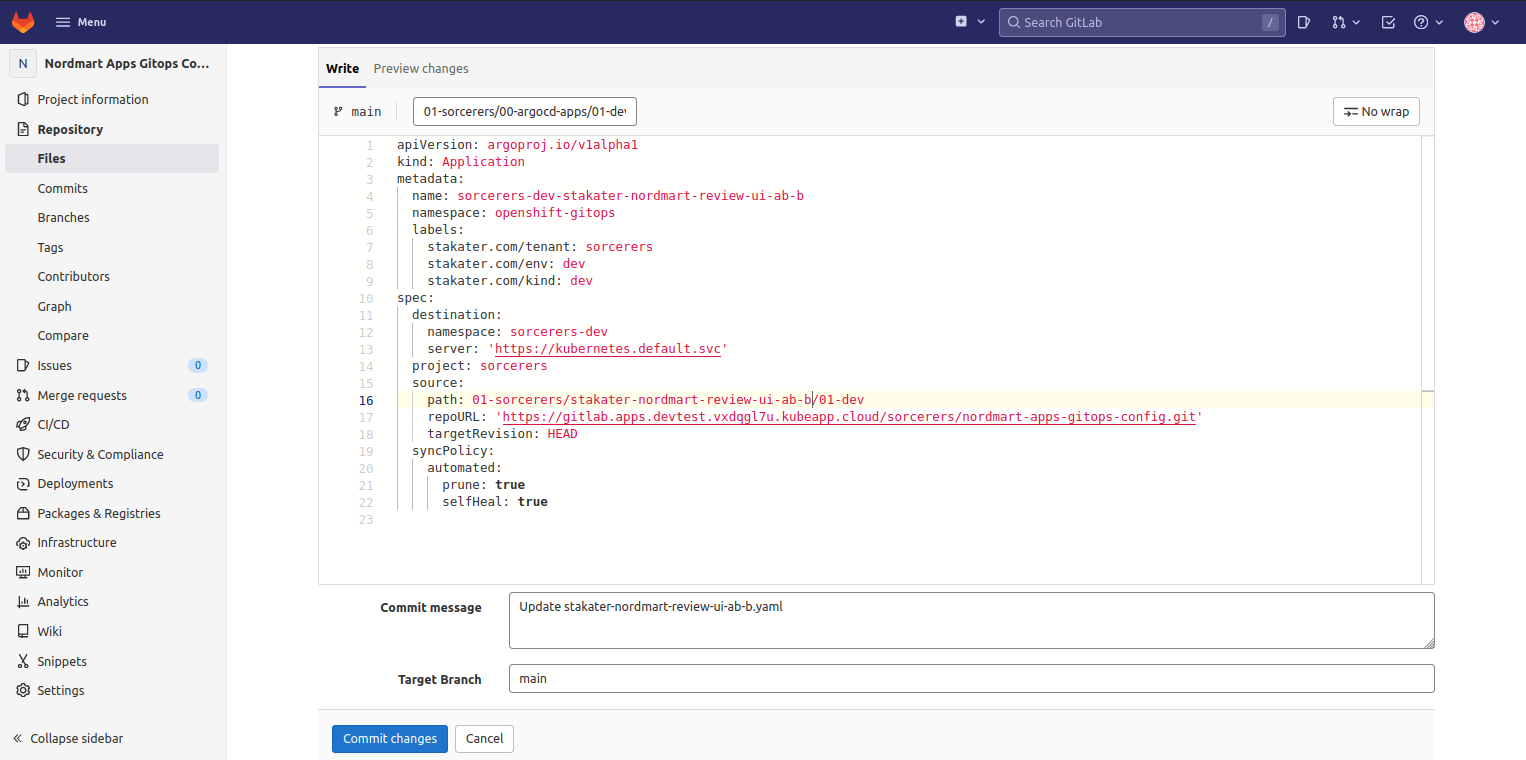 Menu
Search GitLab
/
N
Nordmart Apps Gitops Co...
Project information
Repository
Files
Commits
Branches
Tags
Contributors
Graph
Compare
Issues 0
Merge requests 0
CI/CD
Security & Compliance
Deployments
Packages & Registries
Infrastructure
Monitor
Analytics
Wiki
Snippets
Settings
Collapse sidebar
Write Preview changes
main 01-sorcerers/00-argocd-apps/01-de No wrap
1 apiVersion: argoproj.io/v1alpha1
2 kind: Application
3 metadata:
4 name: sorcerers-dev-stakater-nordmart-review-ui-ab-b
5 namespace: openshift-gitops
6 labels:
7 stakater.com/tenant: sorcerers
8 stakater.com/env: dev
9 stakater.com/kind: dev
10 spec:
11 destination:
12 namespace: sorcerers-dev
13 server: 'https://kubernetes.default.svc'
14 project: sorcerers
15 source:
16 path: 01-sorcerers/stakater-nordmart-review-ui-ab-b/01-dev
17 repoURL: 'https://gitlab.apps.devtest.vxdqgl7u.kubeapp.cloud/sorcerers/nordmart-apps-gitops-config.git'
18 targetRevision: HEAD
19 syncPolicy:
20 automated:
21 prune: true
22 selfHeal: true
23
Commit message
Update stakater-nordmart-review-ui-ab-b.yaml
Target Branch
main
Commit changes Cancel